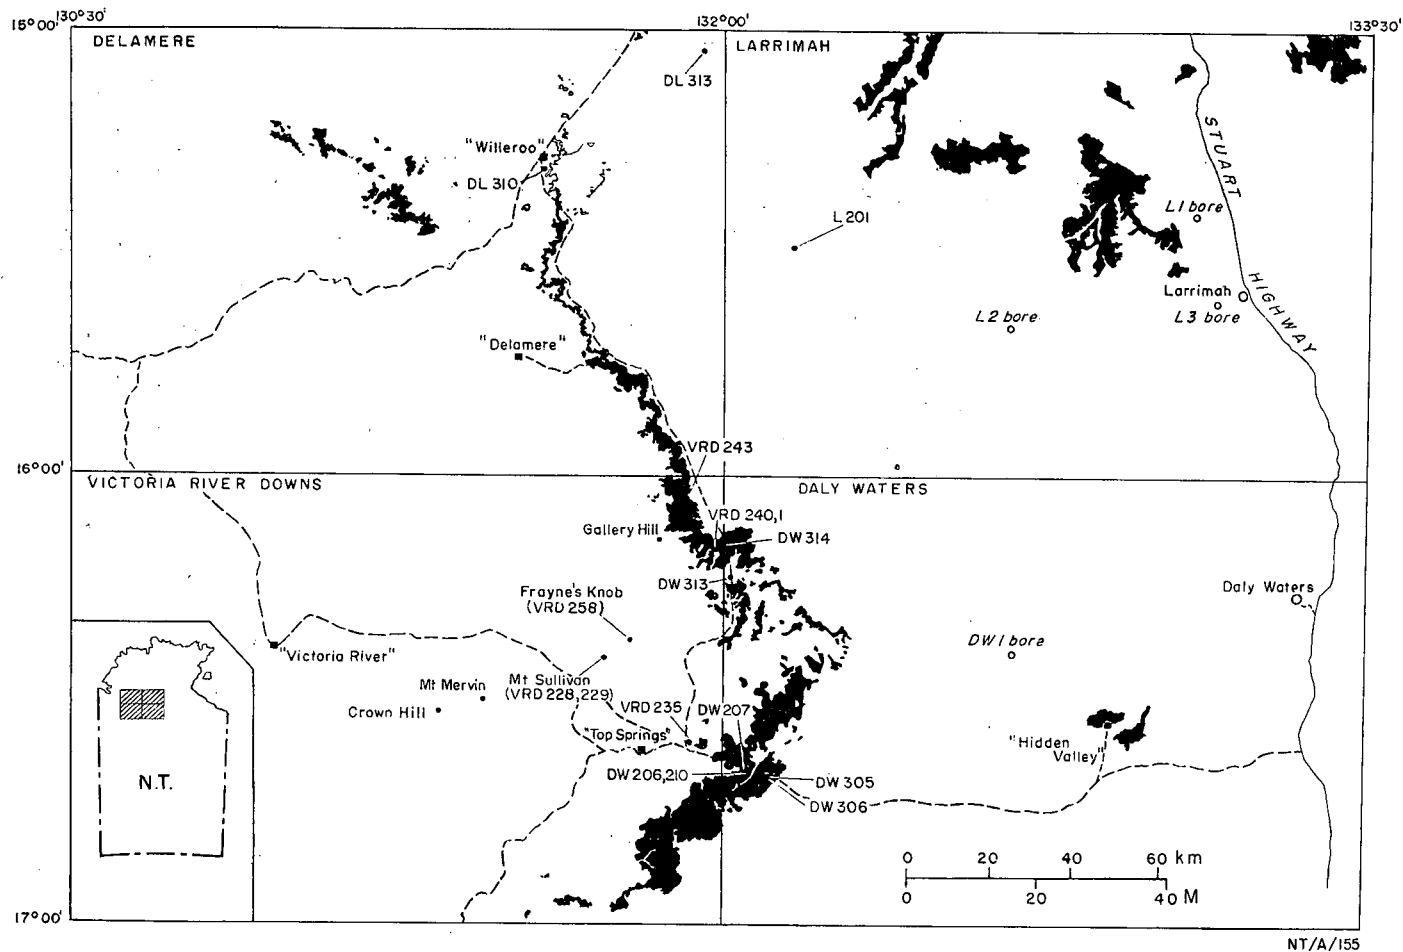 15°00'
130°30'
132°00'
133°30'
DELAMERE
LARRIMAH
DL 313
"Willeroo"
DL 310
STUART
HIGHWAY
L 201
L1 bore
Larrimah
L2 bore
L3 bore
"Delamere"
VRD 243
16°00'
VICTORIA RIVER DOWNS
DALY WATERS
VRD 240,1
Gallery Hill
DW 314
DW 313
Frayne's Knob
(VRD 258)
Daly Waters
DW 1 bore
"Victoria River"
Mt Sullivan
(VRD 228,229)
Mt Mervin
Crown Hill
VRD 235
DW 207
"Top Springs"
"Hidden
Valley"
DW 206,210
DW 305
DW 306
N.T.
0 20 40 60 km
0 20 40 M
17°00'
NT/A/155